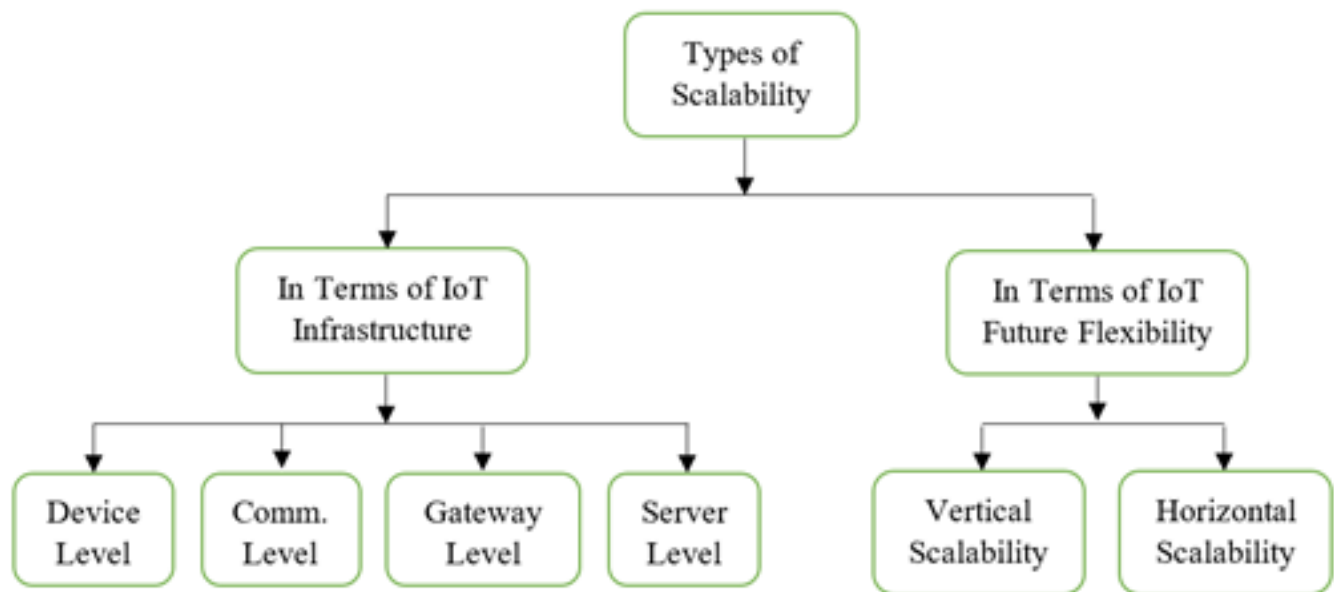 Types of
Scalability
In Terms of IoT
Infrastructure
In Terms of IoT
Future Flexibility
Device
Level
Comm.
Level
Gateway
Level
Server
Level
Vertical
Scalability
Horizontal
Scalability